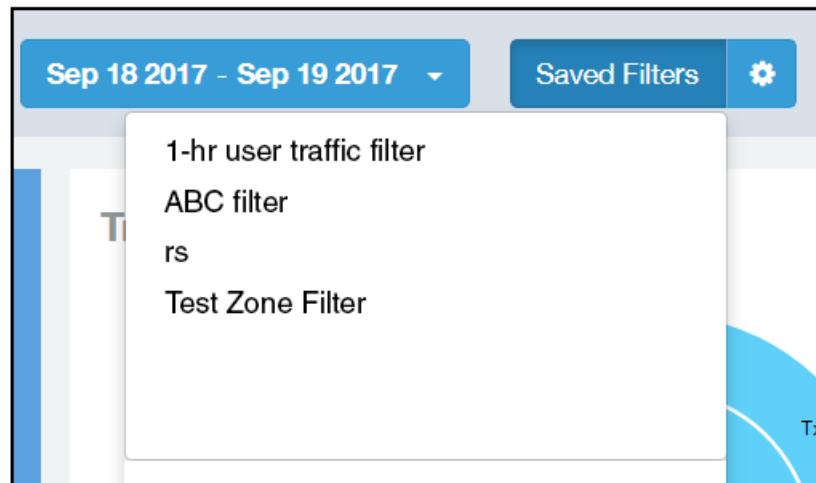 Sep 18 2017 - Sep 19 2017
Saved Filters
1-hr user traffic filter
ABC filter
rs
Test Zone Filter